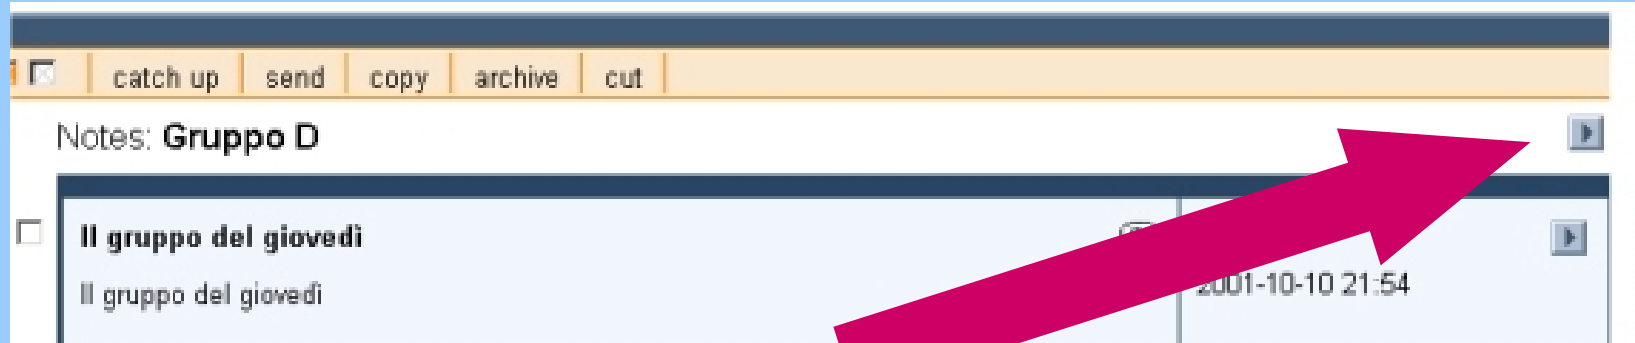 catch up send copy archive cut
Notes: Gruppo D
Il gruppo del giovedì
Il gruppo del giovedì
2001-10-10 21:54